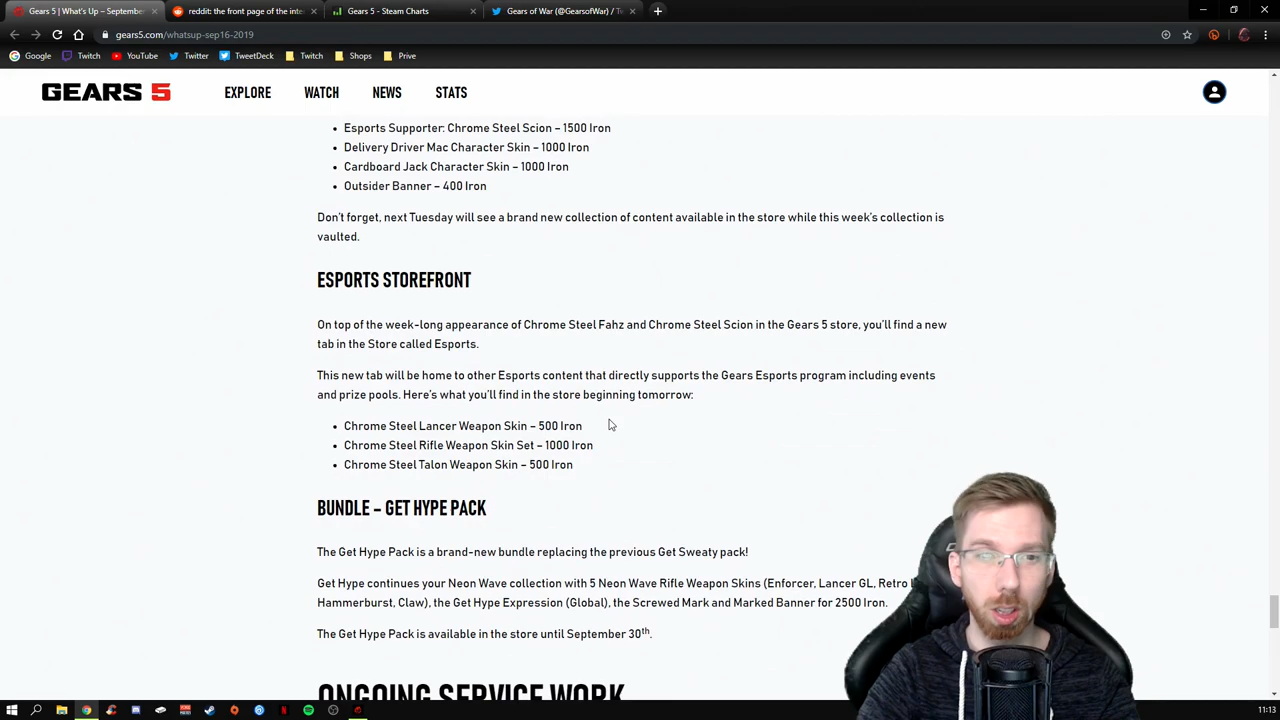 Gears 5 | What's Up – September
reddit: the front page of the inte
Gears 5 - Steam Charts
Gears of War (@GearsofWar) / Tw
gears5.com/whatsup-sep16-2019
Google
Twitch
YouTube
Twitter
TweetDeck
Twitch
Shops
Prive
GEARS 5
EXPLORE
WATCH
NEWS
STATS
• Esports Supporter: Chrome Steel Scion – 1500 Iron
• Delivery Driver Mac Character Skin – 1000 Iron
• Cardboard Jack Character Skin – 1000 Iron
• Outsider Banner – 400 Iron
Don't forget, next Tuesday will see a brand new collection of content available in the store while this week's collection is
vaulted.
ESPORTS STOREFRONT
On top of the week-long appearance of Chrome Steel Fahz and Chrome Steel Scion in the Gears 5 store, you'll find a new
tab in the Store called Esports.
This new tab will be home to other Esports content that directly supports the Gears Esports program including events
and prize pools. Here's what you'll find in the store beginning tomorrow:
• Chrome Steel Lancer Weapon Skin – 500 Iron
• Chrome Steel Rifle Weapon Skin Set – 1000 Iron
• Chrome Steel Talon Weapon Skin – 500 Iron
BUNDLE – GET HYPE PACK
The Get Hype Pack is a brand-new bundle replacing the previous Get Sweaty pack!
Get Hype continues your Neon Wave collection with 5 Neon Wave Rifle Weapon Skins (Enforcer, Lancer GL, Retro L
Hammerburst, Claw), the Get Hype Expression (Global), the Screwed Mark and Marked Banner for 2500 Iron.
The Get Hype Pack is available in the store until September 30th.
ONGOING SERVICE WORK
11:13